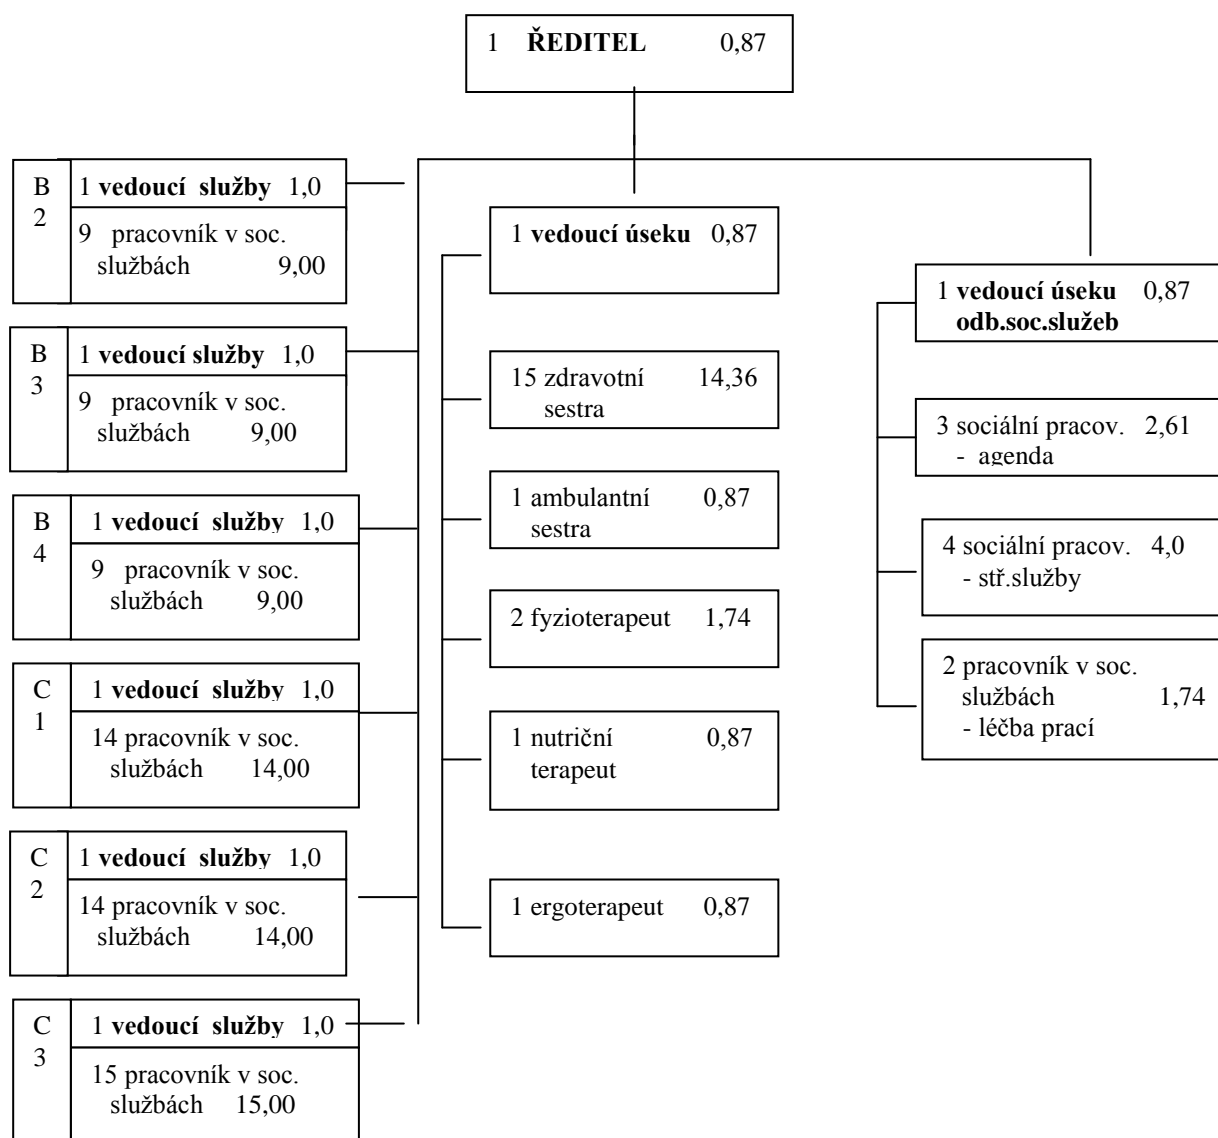 1 ŘEDITEL 0,87
B
2
1 vedoucí služby 1,0
9 pracovník v soc.
službách 9,00
B
3
1 vedoucí služby 1,0
9 pracovník v soc.
službách 9,00
B
4
1 vedoucí služby 1,0
9 pracovník v soc.
službách 9,00
C
1
1 vedoucí služby 1,0
14 pracovník v soc.
službách 14,00
C
2
1 vedoucí služby 1,0
14 pracovník v soc.
službách 14,00
C
3
1 vedoucí služby 1,0
15 pracovník v soc.
službách 15,00
1 vedoucí úseku 0,87
15 zdravotní 14,36
sestra
1 ambulantní 0,87
sestra
2 fyzioterapeut 1,74
1 nutriční 0,87
terapeut
1 ergoterapeut 0,87
1 vedoucí úseku 0,87
odb.soc.služeb
3 sociální pracov. 2,61
- agenda
4 sociální pracov. 4,0
- stř.služby
2 pracovník v soc.
službách 1,74
- léčba prací